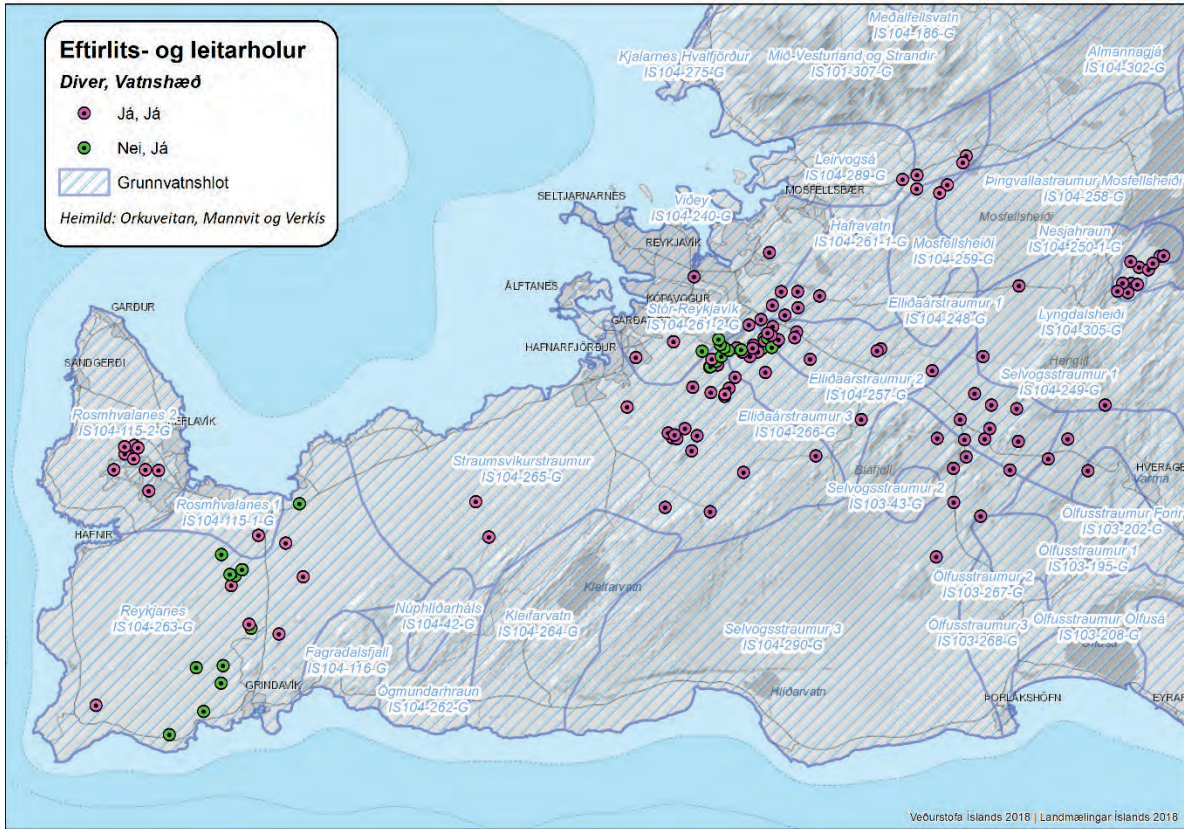 Eftirlits- og leitarholur
Diver, Vatnshæð
Já, Já
Nei, Já
Grunnvatnshlot
Heimild: Orkuveitan, Mannvit og Verkís
Meðalfellsvatn
IS104-186-G
Kjalarnes Hvalfjörður
IS104-275-G
Mið-Vesturland og Strandir
IS101-307-G
Almannagjá
IS104-302-G
Leirvogsá
IS104-289-G
MOSFELLSBÆR
Þingvallastraumur Mosfellsheiði
IS104-258-G
SELTJARNARNES
Viðey
IS104-240-G
REYKJAVÍK
Hafravatn
IS104-261-1-G
Mosfellsheiði
Mosfellsheiði
IS104-259-G
Nesjahraun
IS104-250-1-G
ÁLFTANES
KÓPAVOGUR
Stór-Reykjavík
IS104-261-2-G
HAFNARFJÖRÐUR
Elliðaárstraumur 1
IS104-248-G
Lyngdalsheiði
IS104-305-G
Hengill
Selvogsstraumur 1
IS104-249-G
Elliðaárstraumur 2
IS104-257-G
Elliðaárstraumur 3
IS104-266-G
GARÐUR
SANDGERÐI
Rosmhvalanes 2
IS104-115-2-G
Straumsvíkurstraumur
IS104-265-G
Bláfjöll
Selvogsstraumur 2
IS103-43-G
Varmá
Rosmhvalanes 1
IS104-115-1-G
HAFNIR
Ölfusstraumur Forir
IS103-202-G
Ölfusstraumur 1
IS103-195-G
Ölfusstraumur 2
IS103-267-G
Reykjanes
IS104-263-G
Núphlíðarháls
IS104-42-G
Kleifarvatn
Kleifarvatn
IS104-264-G
Selvogsstraumur 3
IS104-290-G
Ölfusstraumur 3
IS103-268-G
Ölfusstraumur Ölfusá
IS103-208-G
Fagradalsfjall
IS104-116-G
GRINDAVÍK
Ögmundarhraun
IS104-262-G
Hlíðarvatn
ÞORLÁKSHÖFN
Veðurstofa Íslands 2018 | Landmælingar Íslands 2018